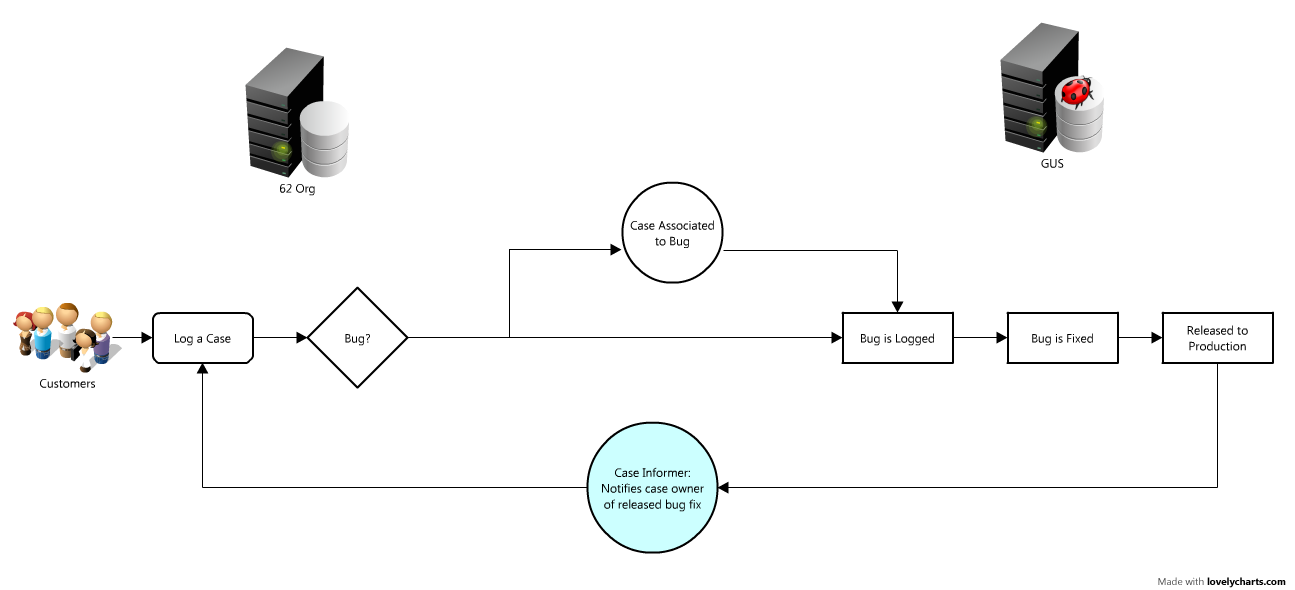 62 Org
GUS
Case Associated
to Bug
Customers
Log a Case
Bug?
Bug is Logged
Bug is Fixed
Released to
Production
Case Informer:
Notifies case owner
of released bug fix
Made with lovelycharts.com